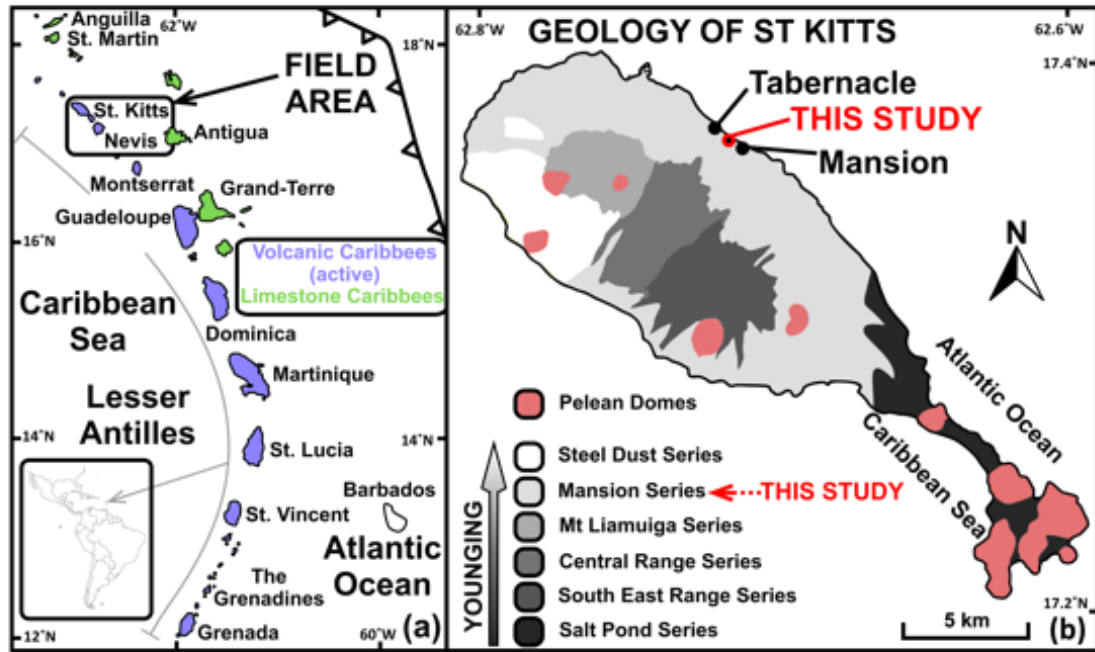 Anguilla
St. Martin
62°W
18°N
FIELD
AREA
St. Kitts
Nevis
Antigua
Montserrat
Grand-Terre
Guadeloupe
16°N
Volcanic Caribbees
(active)
Limestone Caribbees
Caribbean
Sea
Dominica
Martinique
Lesser
Antilles
14°N
14°N
St. Lucia
Barbados
St. Vincent
Atlantic
Ocean
The
Grenadines
Grenada
12°N
60°W
(a)
62.8°W
GEOLOGY OF ST KITTS
62.6°W
17.4°N
Tabernacle
THIS STUDY
Mansion
N
Atlantic Ocean
Caribbean Sea
Pelean Domes
Steel Dust Series
Mansion Series
THIS STUDY
Mt Liamuiga Series
Central Range Series
South East Range Series
Salt Pond Series
YOUNGING
17.2°N
5 km
(b)